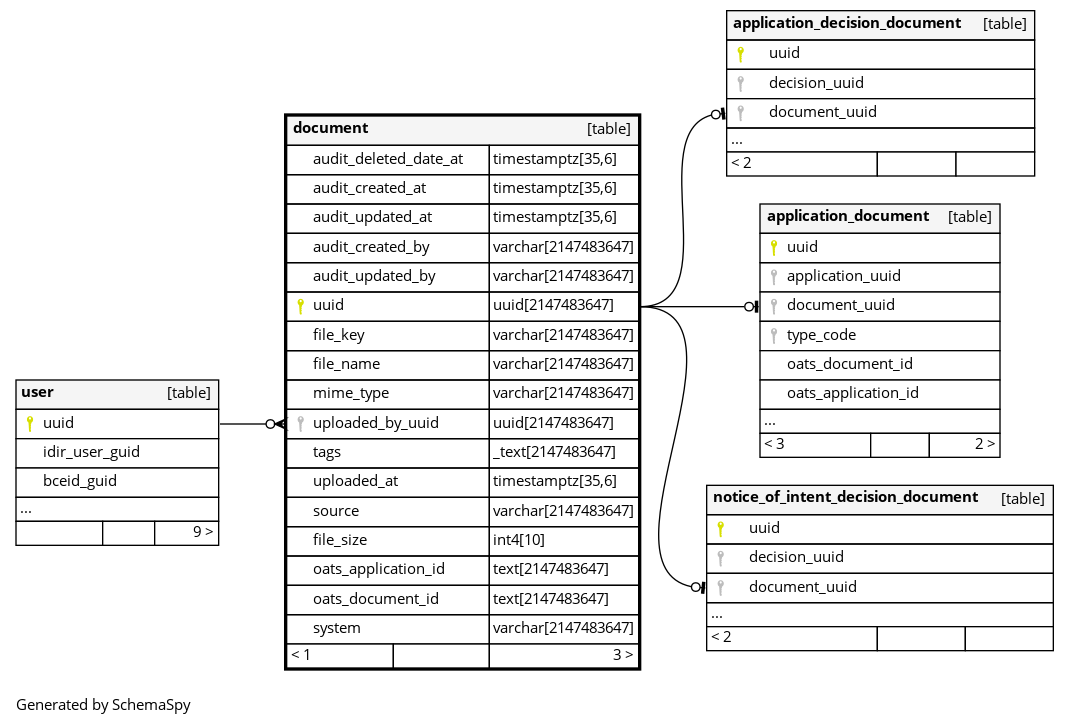 user [table]
uuid
idir_user_guid
bceid_guid
...
9 >
document [table]
audit_deleted_date_at timestamptz[35,6]
audit_created_at timestamptz[35,6]
audit_updated_at timestamptz[35,6]
audit_created_by varchar[2147483647]
audit_updated_by varchar[2147483647]
uuid uuid[2147483647]
file_key varchar[2147483647]
file_name varchar[2147483647]
mime_type varchar[2147483647]
uploaded_by_uuid uuid[2147483647]
tags _text[2147483647]
uploaded_at timestamptz[35,6]
source varchar[2147483647]
file_size int4[10]
oats_application_id text[2147483647]
oats_document_id text[2147483647]
system varchar[2147483647]
< 1 3 >
application_decision_document [table]
uuid
decision_uuid
document_uuid
...
< 2
application_document [table]
uuid
application_uuid
document_uuid
type_code
oats_document_id
oats_application_id
...
< 3 2 >
notice_of_intent_decision_document [table]
uuid
decision_uuid
document_uuid
...
< 2
Generated by SchemaSpy